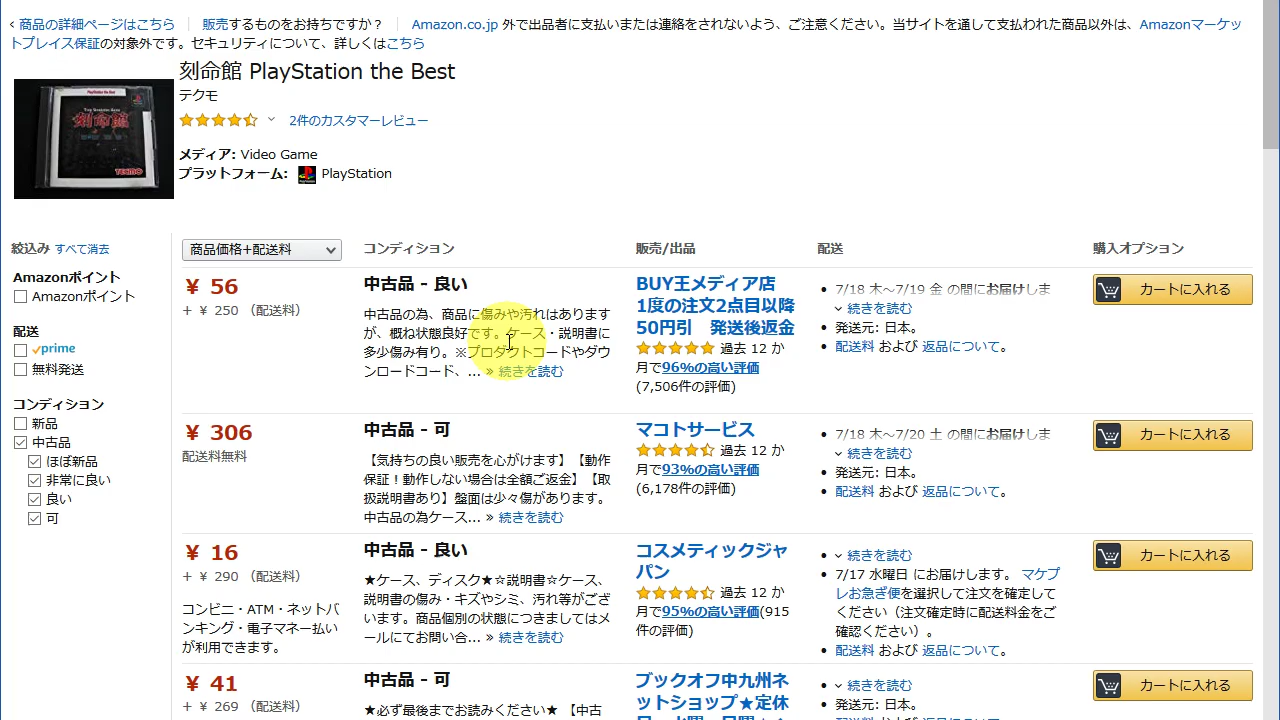 ‹ 商品の詳細ページはこちら 販売するものをお持ちですか？ Amazon.co.jp 外で出品者に支払いまたは連絡をされないよう、ご注意ください。当サイトを通して支払われた商品以外は、Amazonマーケッ
トプレイス保証の対象外です。セキュリティについて、詳しくはこちら
刻命館 PlayStation the Best
テクモ
2件のカスタマーレビュー
メディア: Video Game
プラットフォーム: PlayStation
PlayStation the Best
刻命館
TECMO
絞込み すべて消去
商品価格+配送料 コンディション 販売/出品 配送 購入オプション
Amazonポイント
Amazonポイント
配送
prime
無料発送
コンディション
新品
中古品
ほぼ新品
非常に良い
良い
可
¥ 56
+ ¥ 250 （配送料）
中古品 - 良い
中古品の為、商品に傷みや汚れはあります
が、概ね状態良好です。ケース・説明書に
多少傷み有り。※プロダクトコードやダウ
ンロードコード、... » 続きを読む
BUY王メディア店
1度の注文2点目以降
50円引　発送後返金
過去 12 か
月で96%の高い評価
(7,506件の評価)
• 7/18 木～7/19 金 の間にお届けしま
続きを読む
• 発送元: 日本。
• 配送料 および 返品について。
カートに入れる
¥ 306
配送料無料
中古品 - 可
【気持ちの良い販売を心がけます】【動作
保証！動作しない場合は全額ご返金】【取
扱説明書あり】盤面は少々傷があります。
中古品の為ケース... » 続きを読む
マコトサービス
過去 12 か
月で93%の高い評価
(6,178件の評価)
• 7/18 木～7/20 土 の間にお届けしま
続きを読む
• 発送元: 日本。
• 配送料 および 返品について。
カートに入れる
¥ 16
+ ¥ 290 （配送料）
コンビニ・ATM・ネットバ
ンキング・電子マネー払い
が利用できます。
中古品 - 良い
★ケース、ディスク★☆説明書☆ケース、
説明書の傷み・キズやシミ、汚れ等がござ
います。商品個別の状態につきましてはメ
ールにてお問い合... » 続きを読む
コスメティックジャ
パン
過去 12 か
月で95%の高い評価(915
件の評価)
• 続きを読む
• 7/17 水曜日 にお届けします。 マケプ
レお急ぎ便を選択して注文を確定して
ください（注文確定時に配送料金をご
確認ください）。
• 配送料 および 返品について。
カートに入れる
¥ 41
+ ¥ 269 （配送料）
中古品 - 可
★必ず最後までお読みください★ 【中古
ブックオフ中九州ネ
ットショップ★定休
• 続きを読む
• 発送元: 日本。
カートに入れる